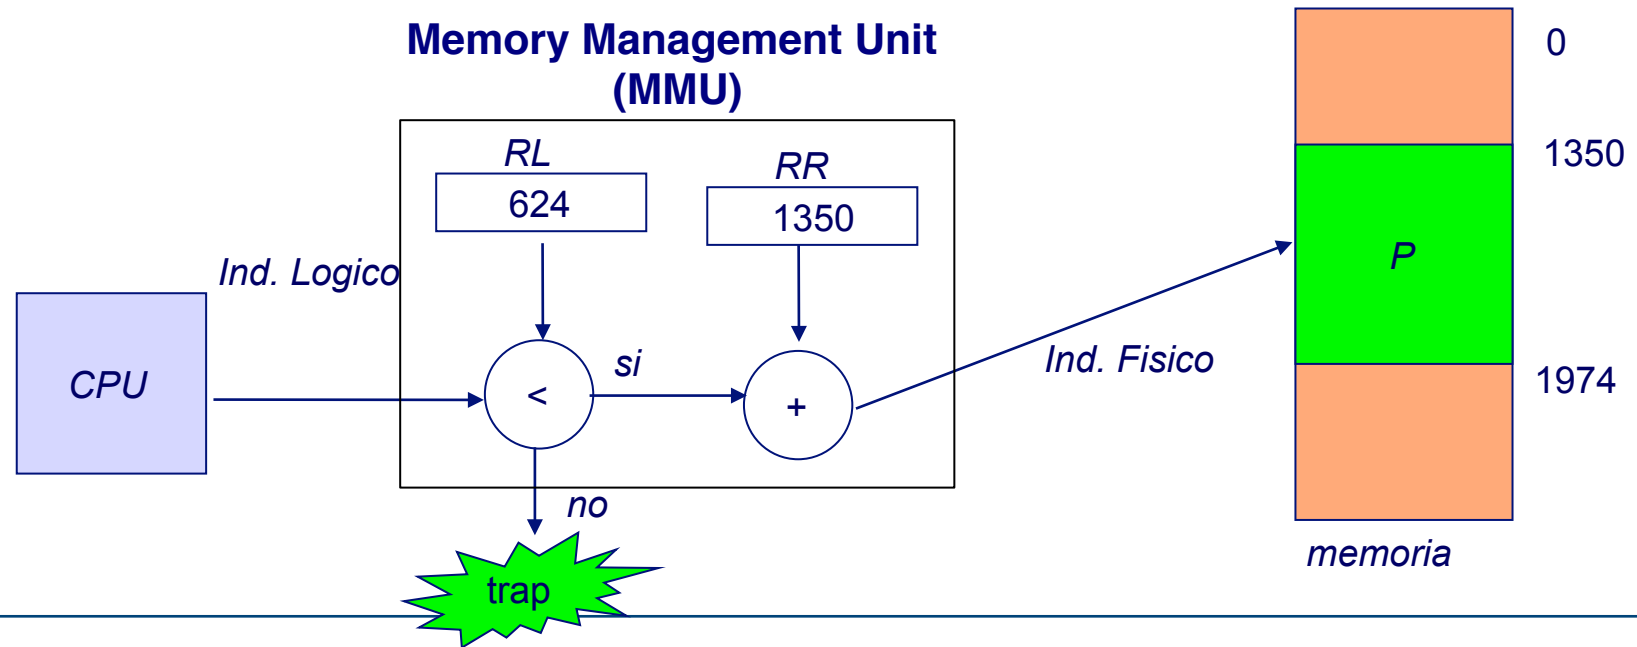 Memory Management Unit
(MMU)
0
RL
RR
1350
624
1350
Ind. Logico
P
si
Ind. Fisico
CPU
<
+
1974
no
memoria
trap